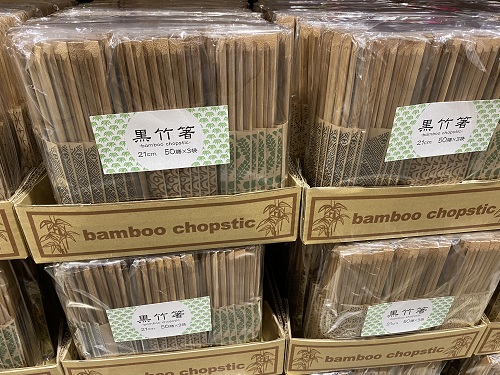 黒竹箸
-bamboo chopstic-
21cm 50膳×3袋
黒竹箸
-bamboo chopstic-
21cm 50膳×3袋
bamboo chopstic
bamboo chopstic
黒竹箸
21cm 50膳×3袋
黒竹箸
21cm 50膳×3袋
bamboo chopstic
bamboo chopstic